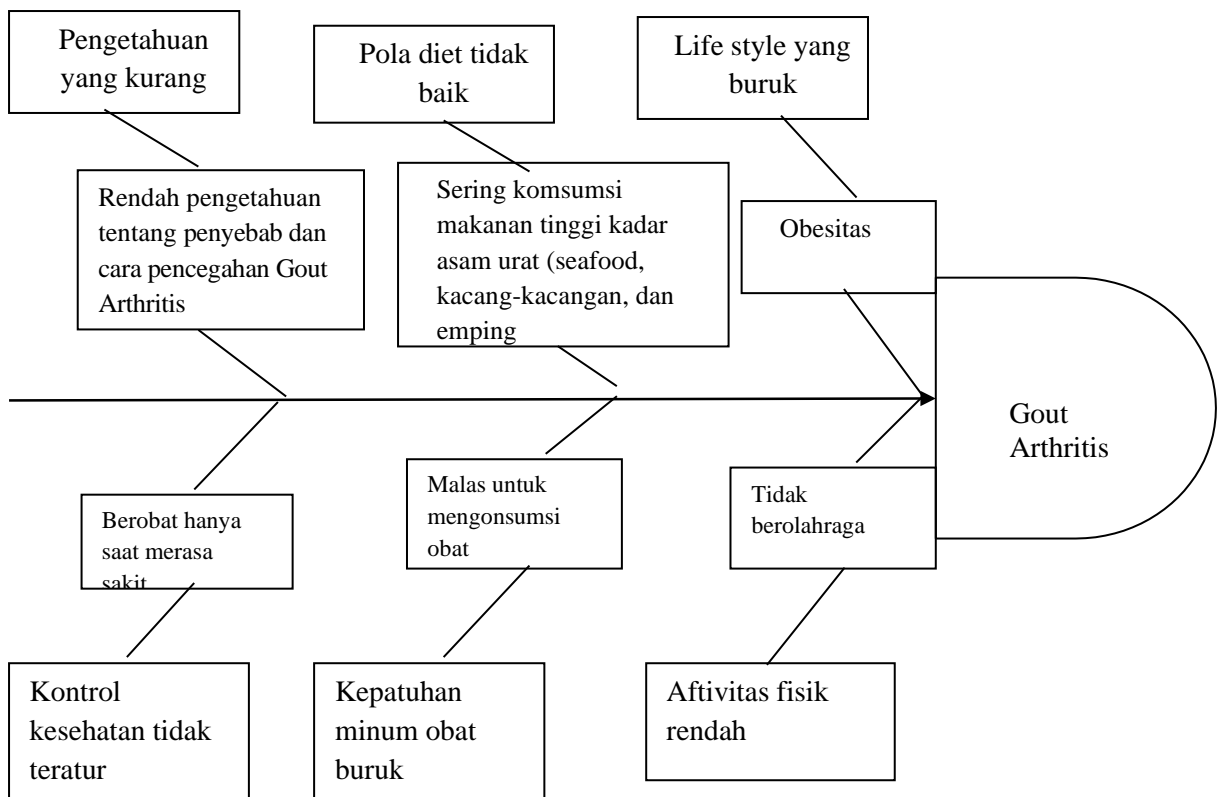 Pengetahuan
yang kurang
Pola diet tidak
baik
Life style yang
buruk
Rendah pengetahuan
tentang penyebab dan
cara pencegahan Gout
Arthritis
Sering komsumsi
makanan tinggi kadar
asam urat (seafood,
kacang-kacangan, dan
emping
Obesitas
Gout
Arthritis
Berobat hanya
saat merasa
sakit
Malas untuk
mengonsumsi
obat
Tidak
berolahraga
Kontrol
kesehatan tidak
teratur
Kepatuhan
minum obat
buruk
Aftivitas fisik
rendah